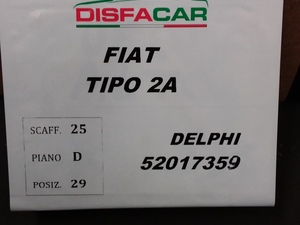 DISFACAR
FIAT
TIPO 2A
SCAFF. 25
PIANO D
POSIZ. 29
DELPHI
52017359